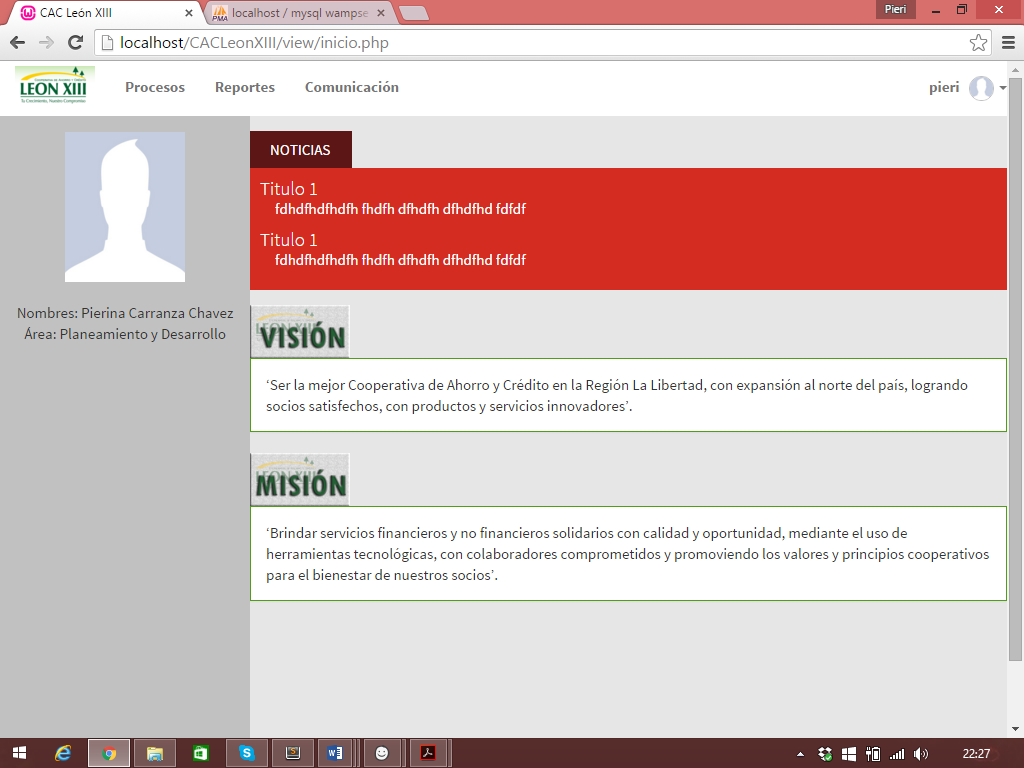 CAC León XIII
localhost / mysql wampse
Pieri
localhost/CACLeonXIII/view/inicio.php
LEON XIII
Procesos
Reportes
Comunicación
pieri
NOTICIAS
Titulo 1
fdhdfhdfhdfh fhdfh dfhdfh dfhdfhd fdfdf
Titulo 1
fdhdfhdfhdfh fhdfh dfhdfh dfhdfhd fdfdf
Nombres: Pierina Carranza Chavez
Área: Planeamiento y Desarrollo
VISIÓN
‘Ser la mejor Cooperativa de Ahorro y Crédito en la Región La Libertad, con expansión al norte del país, logrando
socios satisfechos, con productos y servicios innovadores’.
MISIÓN
‘Brindar servicios financieros y no financieros solidarios con calidad y oportunidad, mediante el uso de
herramientas tecnológicas, con colaboradores comprometidos y promoviendo los valores y principios cooperativos
para el bienestar de nuestros socios’.
22:27